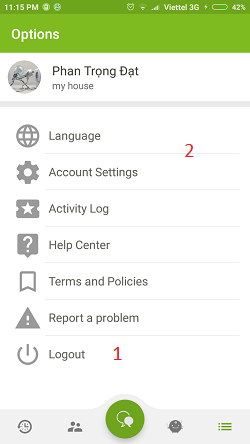 11:15 PM Viettel 3G 42%
Options
Phan Trọng Đạt
my house
Language
2
Account Settings
Activity Log
Help Center
Terms and Policies
Report a problem
Logout 1